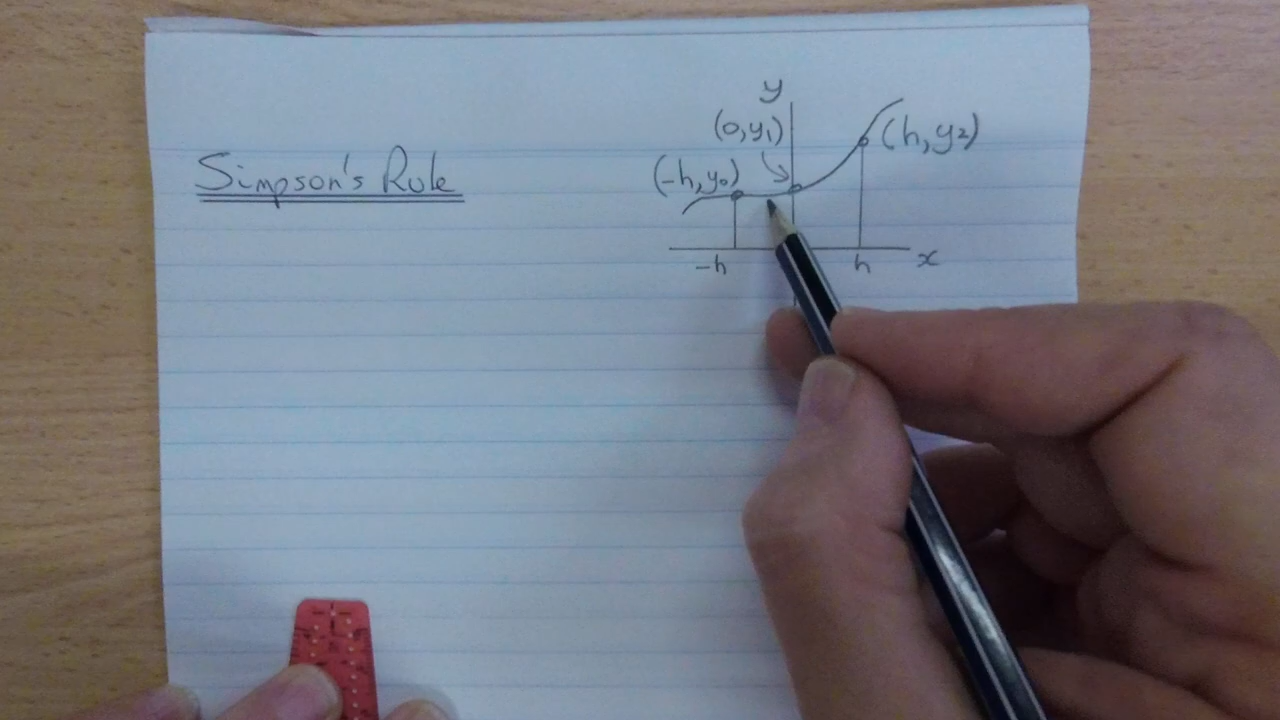 Simpson's Rule
y
(0,y₁)
(h,y₂)
(-h,y₀)
-h
h
x